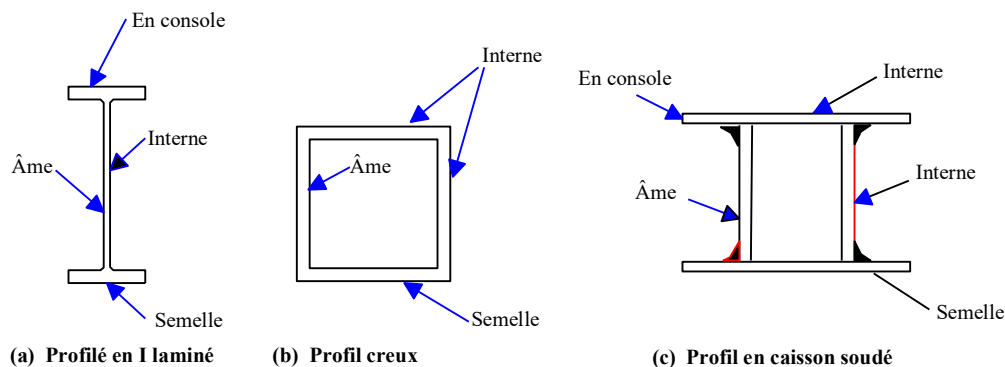 En console
Interne
Âme
Semelle
(a) Profilé en I laminé
Interne
Âme
Semelle
(b) Profil creux
En console
Interne
Âme
Interne
Semelle
(c) Profil en caisson soudé